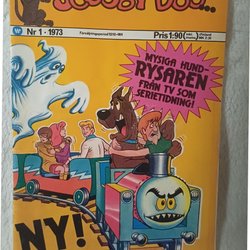 SCOOBY DOO..
Nr 1 - 1973
Pris 1:90
MYSIGA HUND-
RYSAREN
FRÅN TV SOM
SERIETIDNING!
NY!